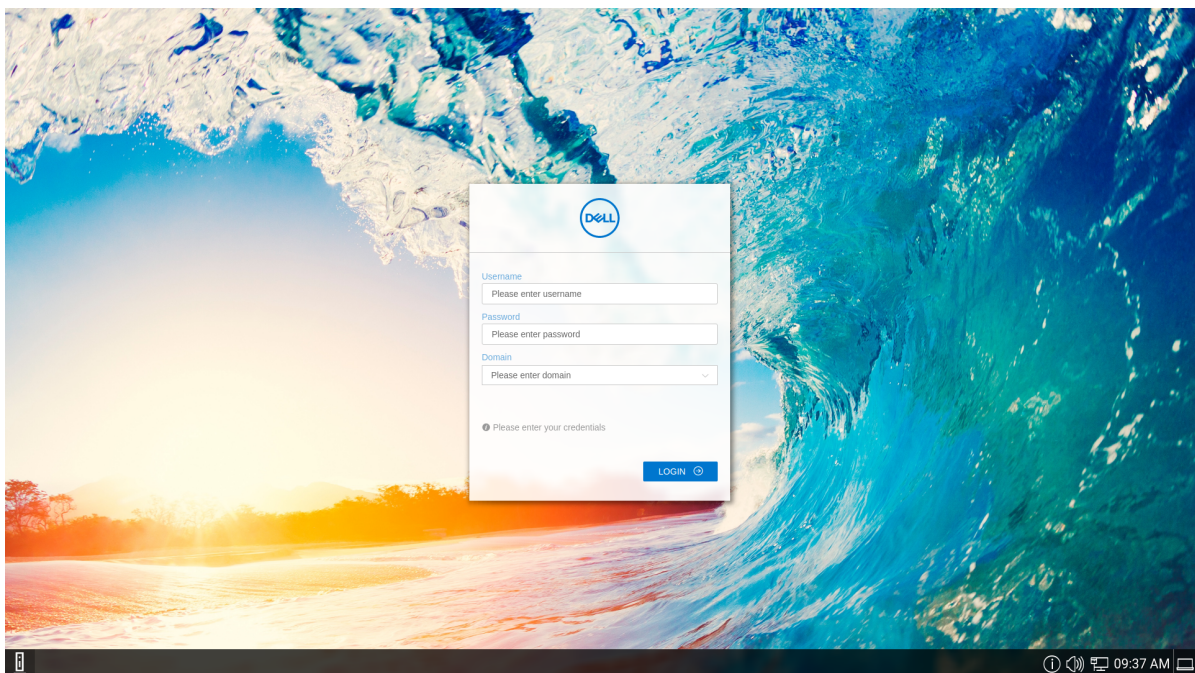 DELL
Username
Please enter username
Password
Please enter password
Domain
Please enter domain
Please enter your credentials
LOGIN
09:37 AM